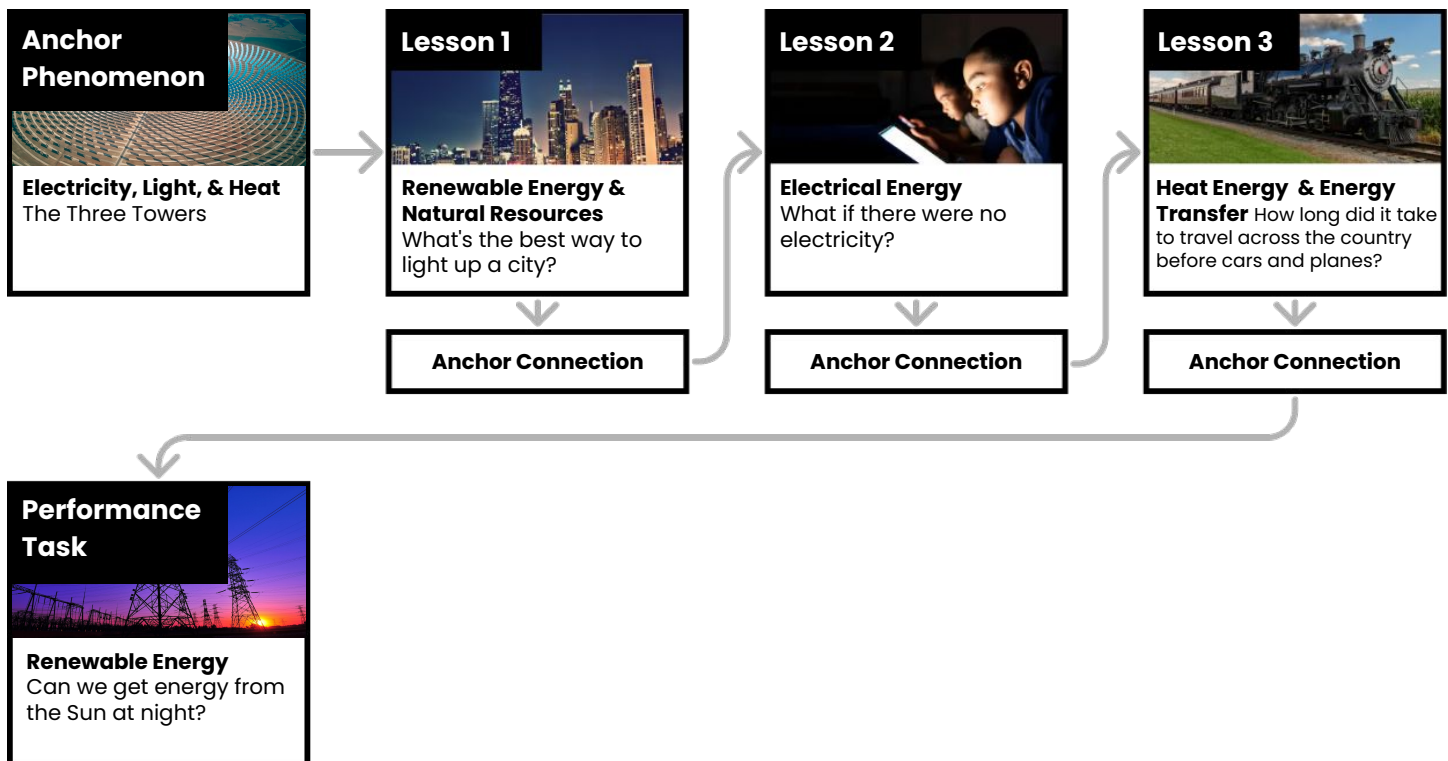 Anchor
Phenomenon
Electricity, Light, & Heat
The Three Towers
Lesson 1
Renewable Energy &
Natural Resources
What's the best way to
light up a city?
Anchor Connection
Lesson 2
Electrical Energy
What if there were no
electricity?
Anchor Connection
Lesson 3
Heat Energy & Energy
Transfer How long did it take
to travel across the country
before cars and planes?
Anchor Connection
Performance
Task
Renewable Energy
Can we get energy from
the Sun at night?